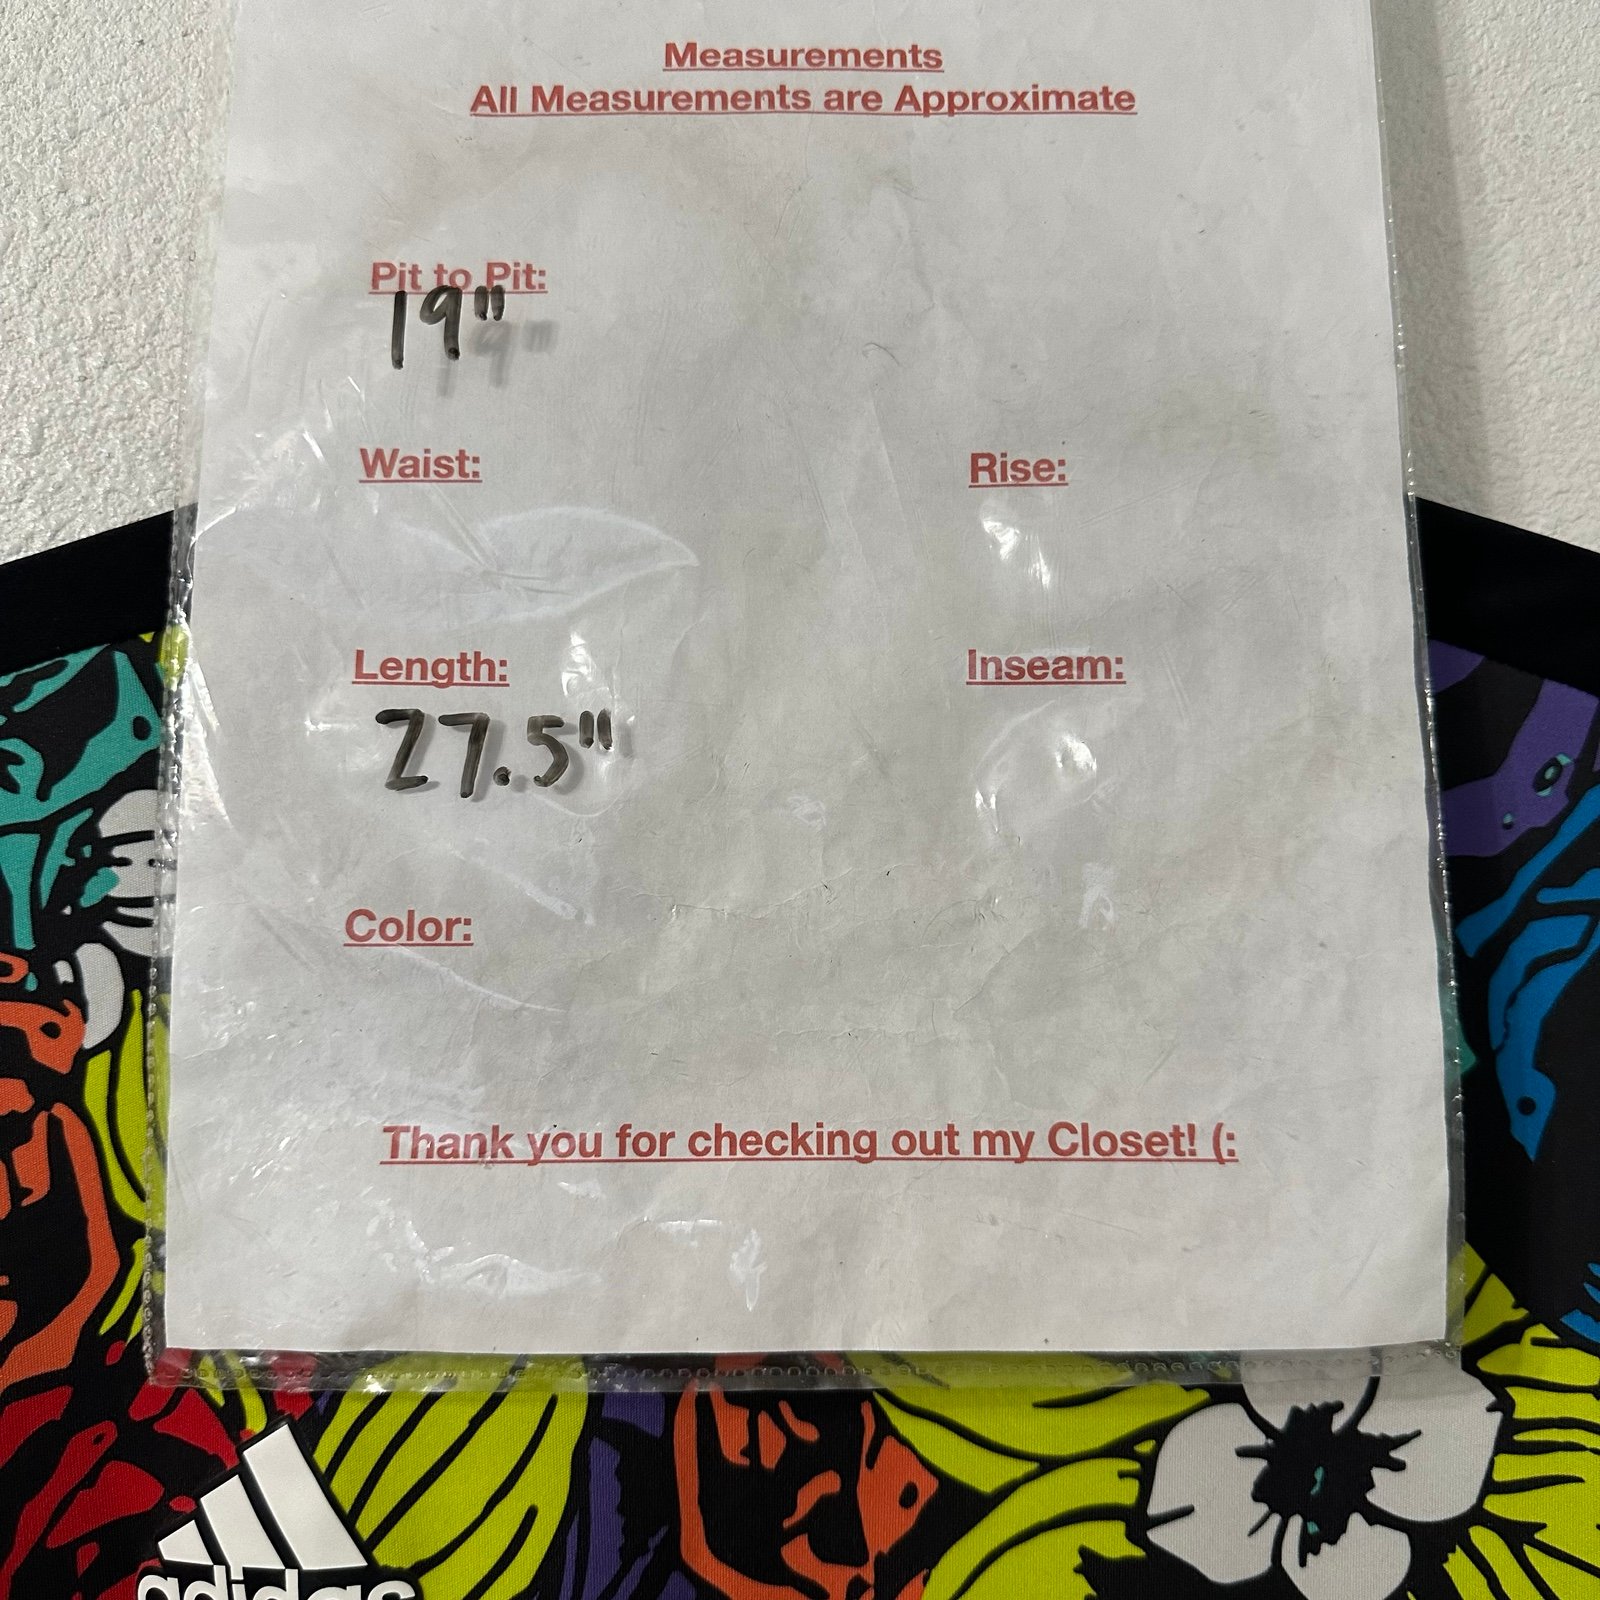 Measurements
All Measurements are Approximate
Pit to Pit:
19"
Waist:
Rise:
Length:
Inseam:
27.5"
Color:
Thank you for checking out my Closet! (:
adidas